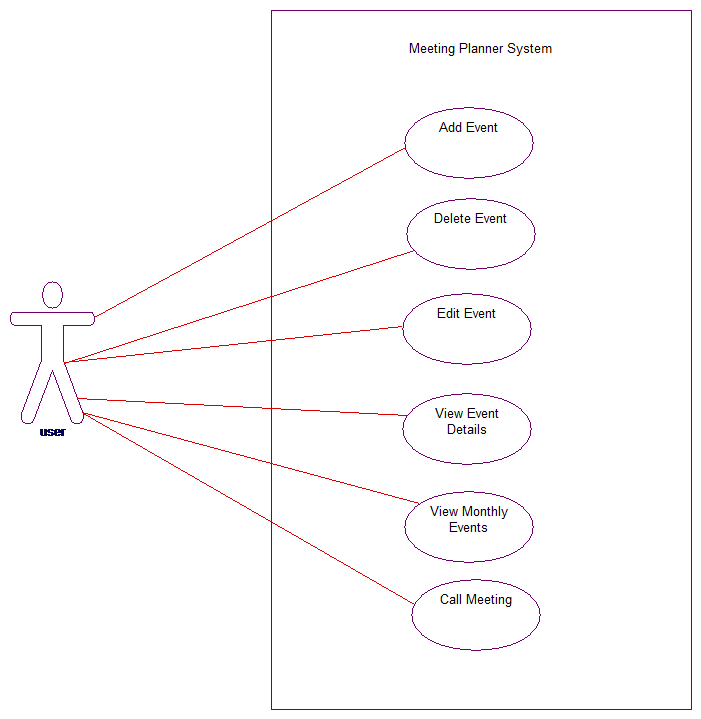 Meeting Planner System
Add Event
Delete Event
Edit Event
View Event
Details
View Monthly
Events
Call Meeting
user